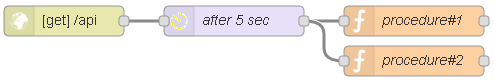 [get] /api
after 5 sec
procedure#1
procedure#2